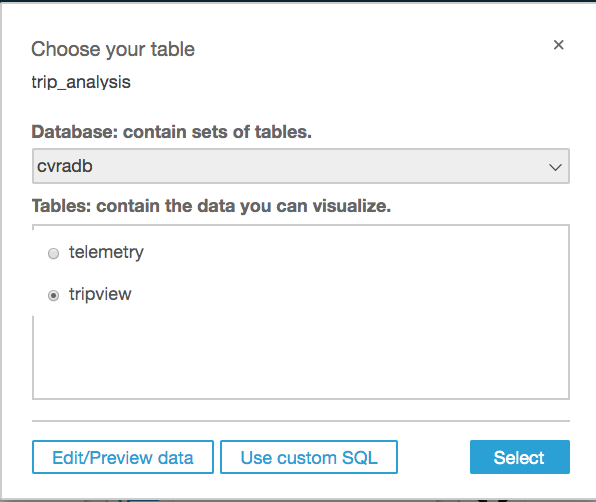 Choose your table
trip_analysis
Database: contain sets of tables.
cvradb
Tables: contain the data you can visualize.
telemetry
tripview
Edit/Preview data
Use custom SQL
Select